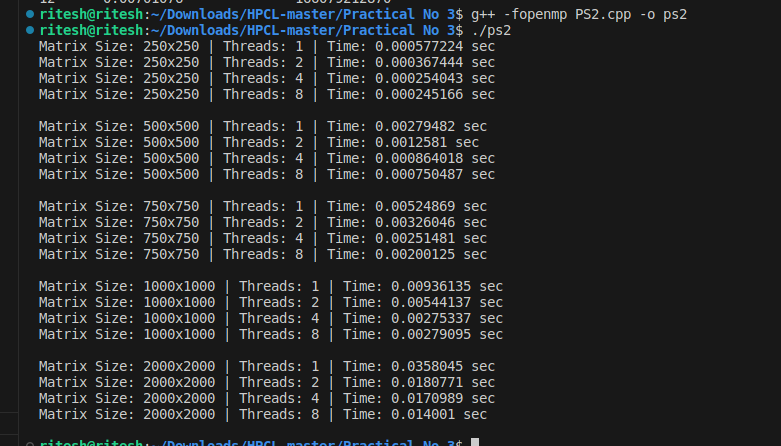 ritesh@ritesh:~/Downloads/HPCL-master/Practical No 3$ g++ -fopenmp PS2.cpp -o ps2
ritesh@ritesh:~/Downloads/HPCL-master/Practical No 3$ ./ps2
Matrix Size: 250x250 | Threads: 1 | Time: 0.000577224 sec
Matrix Size: 250x250 | Threads: 2 | Time: 0.000367444 sec
Matrix Size: 250x250 | Threads: 4 | Time: 0.000254043 sec
Matrix Size: 250x250 | Threads: 8 | Time: 0.000245166 sec
Matrix Size: 500x500 | Threads: 1 | Time: 0.00279482 sec
Matrix Size: 500x500 | Threads: 2 | Time: 0.0012581 sec
Matrix Size: 500x500 | Threads: 4 | Time: 0.000864018 sec
Matrix Size: 500x500 | Threads: 8 | Time: 0.000750487 sec
Matrix Size: 750x750 | Threads: 1 | Time: 0.00524869 sec
Matrix Size: 750x750 | Threads: 2 | Time: 0.00326046 sec
Matrix Size: 750x750 | Threads: 4 | Time: 0.00251481 sec
Matrix Size: 750x750 | Threads: 8 | Time: 0.00200125 sec
Matrix Size: 1000x1000 | Threads: 1 | Time: 0.00936135 sec
Matrix Size: 1000x1000 | Threads: 2 | Time: 0.00544137 sec
Matrix Size: 1000x1000 | Threads: 4 | Time: 0.00275337 sec
Matrix Size: 1000x1000 | Threads: 8 | Time: 0.00279095 sec
Matrix Size: 2000x2000 | Threads: 1 | Time: 0.0358045 sec
Matrix Size: 2000x2000 | Threads: 2 | Time: 0.0180771 sec
Matrix Size: 2000x2000 | Threads: 4 | Time: 0.0170989 sec
Matrix Size: 2000x2000 | Threads: 8 | Time: 0.014001 sec
ritesh@ritesh:~/Downloads/HPCL-master/Practical No 3$